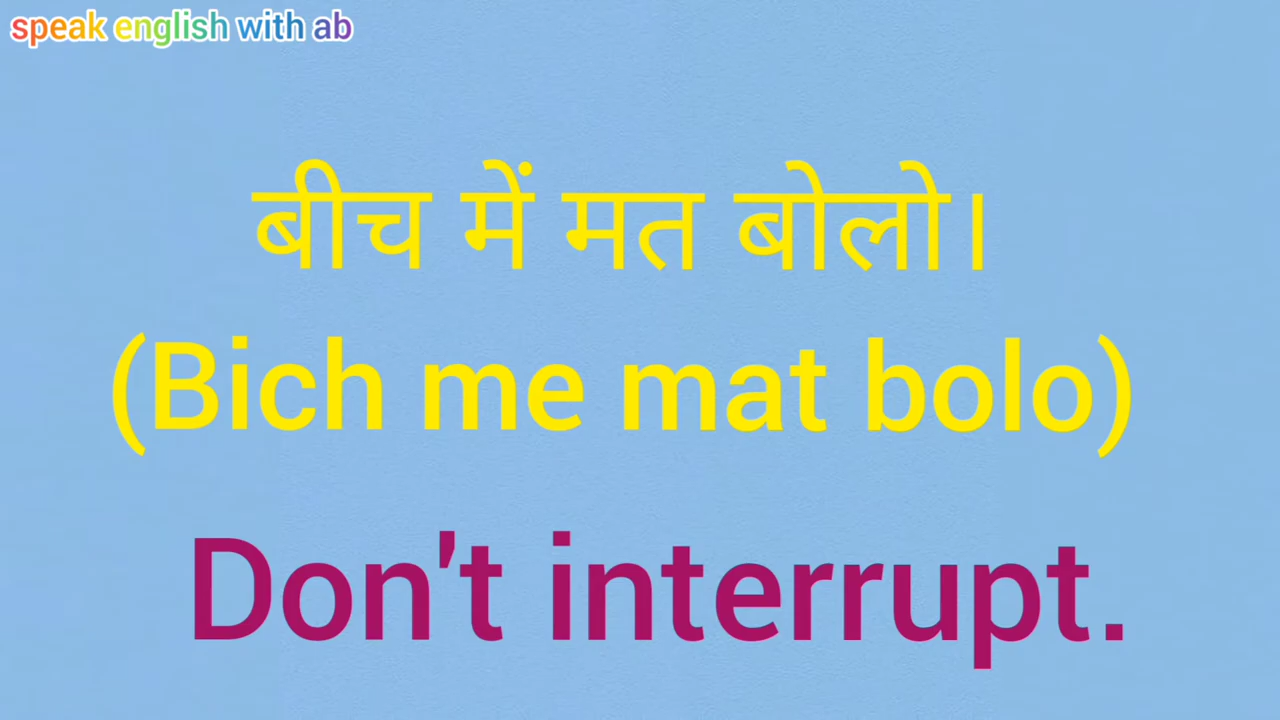 speak english with ab
बीच में मत बोलो।
(Bich me mat bolo)
Don't interrupt.